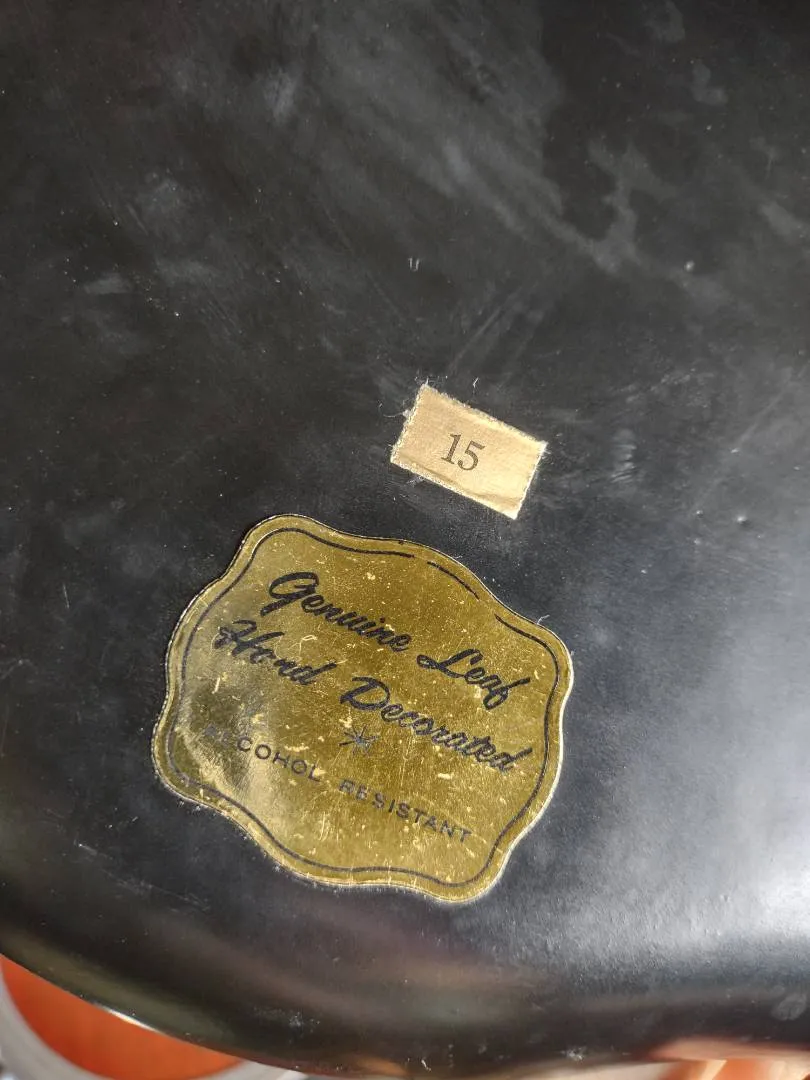 15
Genuine Leaf
Hand Decorated
ALCOHOL RESISTANT